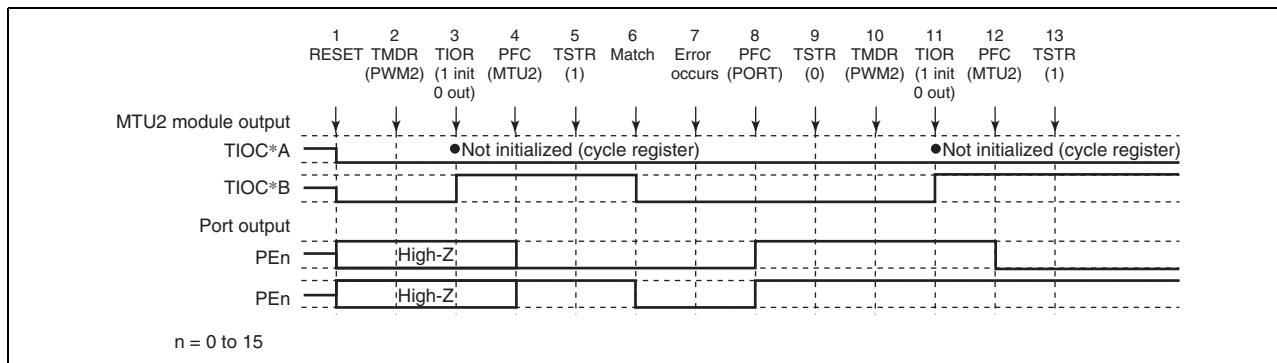 1 2 3 4 5 6 7 8 9 10 11 12 13
RESET TMDR TIOR PFC TSTR Match Error PFC TSTR TMDR TIOR PFC TSTR
(PWM2) (1 init (MTU2) (1) occurs (PORT) (0) (PWM2) (1 init (MTU2) (1)
0 out) 0 out)
MTU2 module output
TIOC*A ●Not initialized (cycle register) ●Not initialized (cycle register)
TIOC*B
Port output
PEn High-Z
PEn High-Z
n = 0 to 15